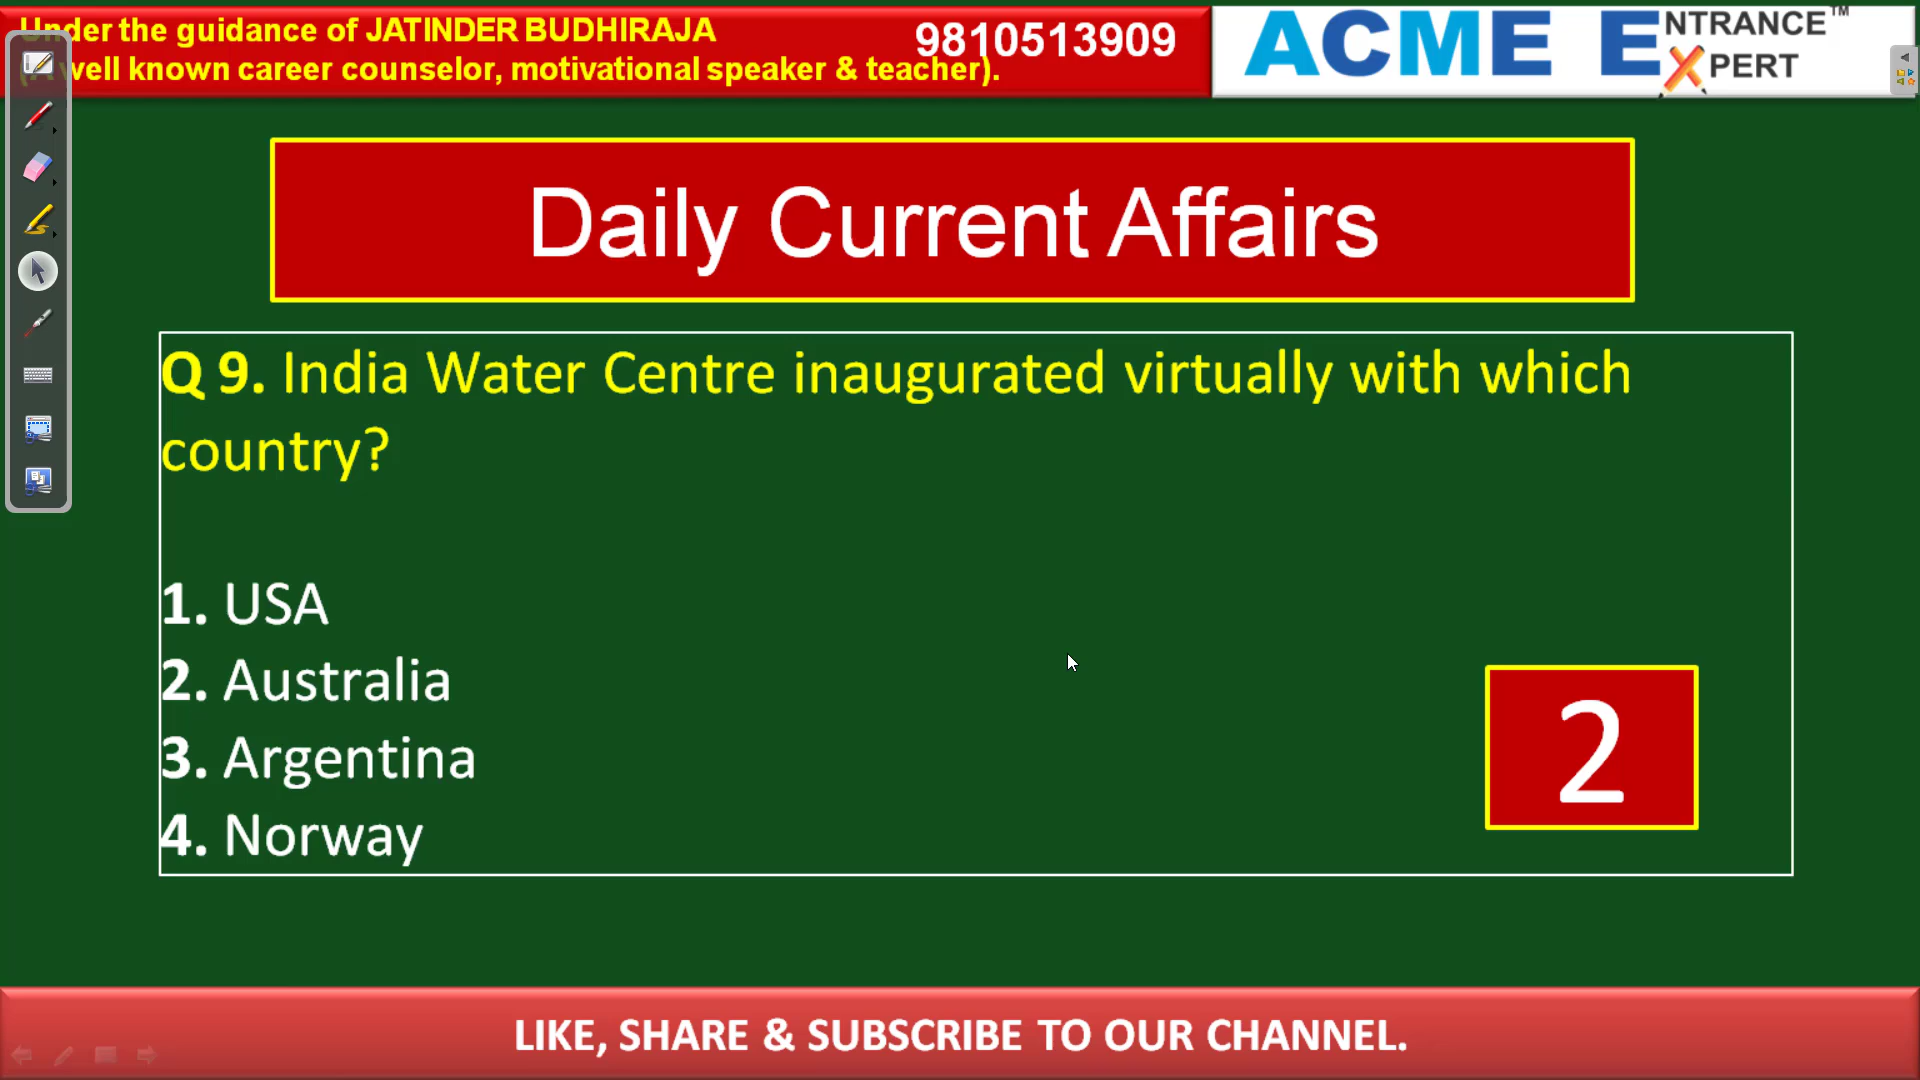 Under the guidance of JATINDER BUDHIRAJA
(A well known career counselor, motivational speaker & teacher).
9810513909
ACME ENTRANCE EXPERT™
Daily Current Affairs
Q 9. India Water Centre inaugurated virtually with which
country?
1. USA
2. Australia
3. Argentina
4. Norway
2
LIKE, SHARE & SUBSCRIBE TO OUR CHANNEL.